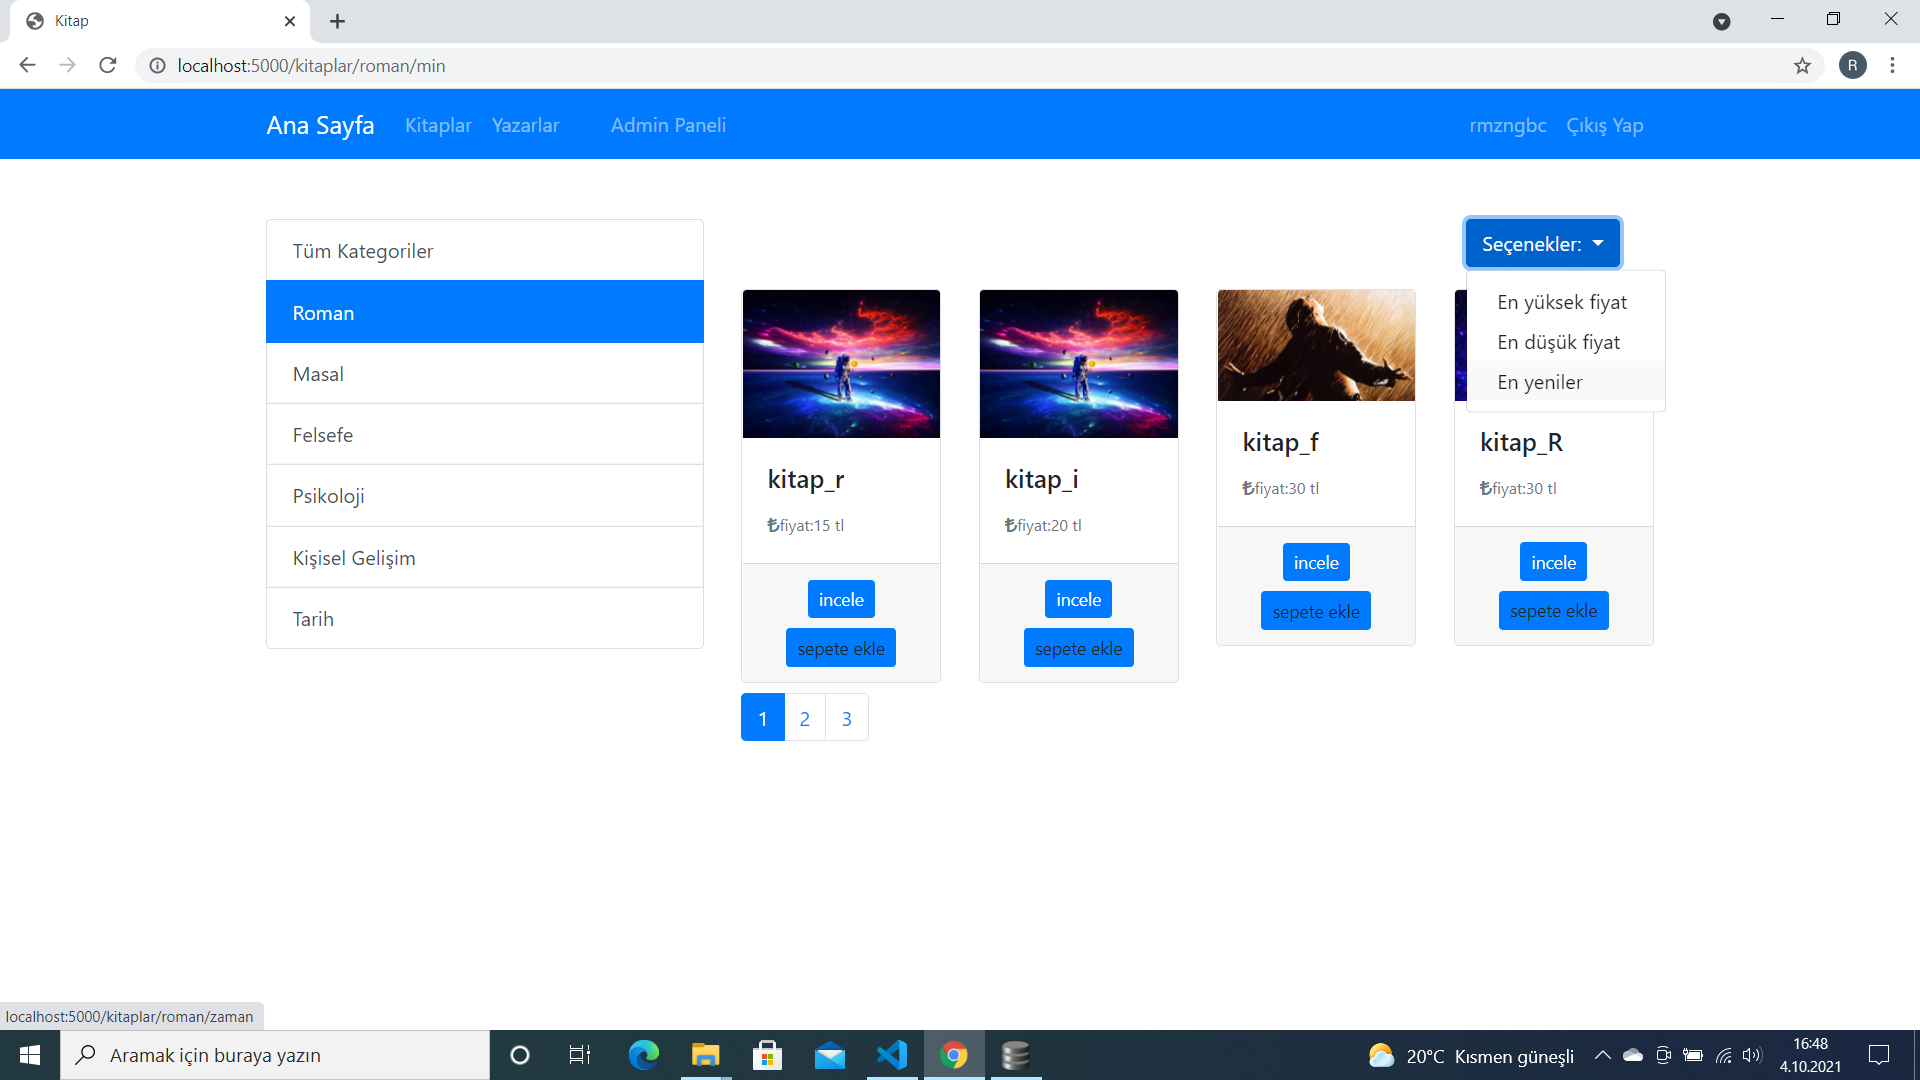 Kitap
localhost:5000/kitaplar/roman/min
R
Ana Sayfa Kitaplar Yazarlar Admin Paneli rmzngbc Çıkış Yap
Seçenekler:
En yüksek fiyat
En düşük fiyat
En yeniler
Tüm Kategoriler
Roman
Masal
Felsefe
Psikoloji
Kişisel Gelişim
Tarih
kitap_r
₺fiyat:15 tl
incele
sepete ekle
kitap_i
₺fiyat:20 tl
incele
sepete ekle
kitap_f
₺fiyat:30 tl
incele
sepete ekle
kitap_R
₺fiyat:30 tl
incele
sepete ekle
1 2 3
localhost:5000/kitaplar/roman/zaman
Aramak için buraya yazın
20°C Kısmen güneşli
16:48
4.10.2021